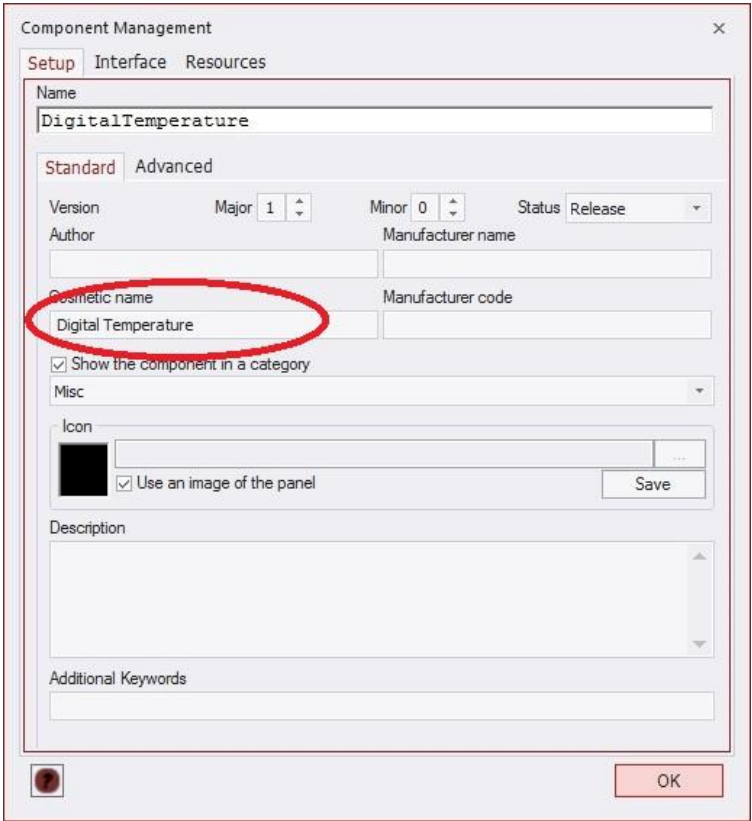 Component Management
Setup Interface Resources
Name
DigitalTemperature
Standard Advanced
Version Major 1 Minor 0 Status Release
Author Manufacturer name
Cosmetic name Manufacturer code
Digital Temperature
Show the component in a category
Misc
Icon
...
Use an image of the panel Save
Description
Additional Keywords
? OK